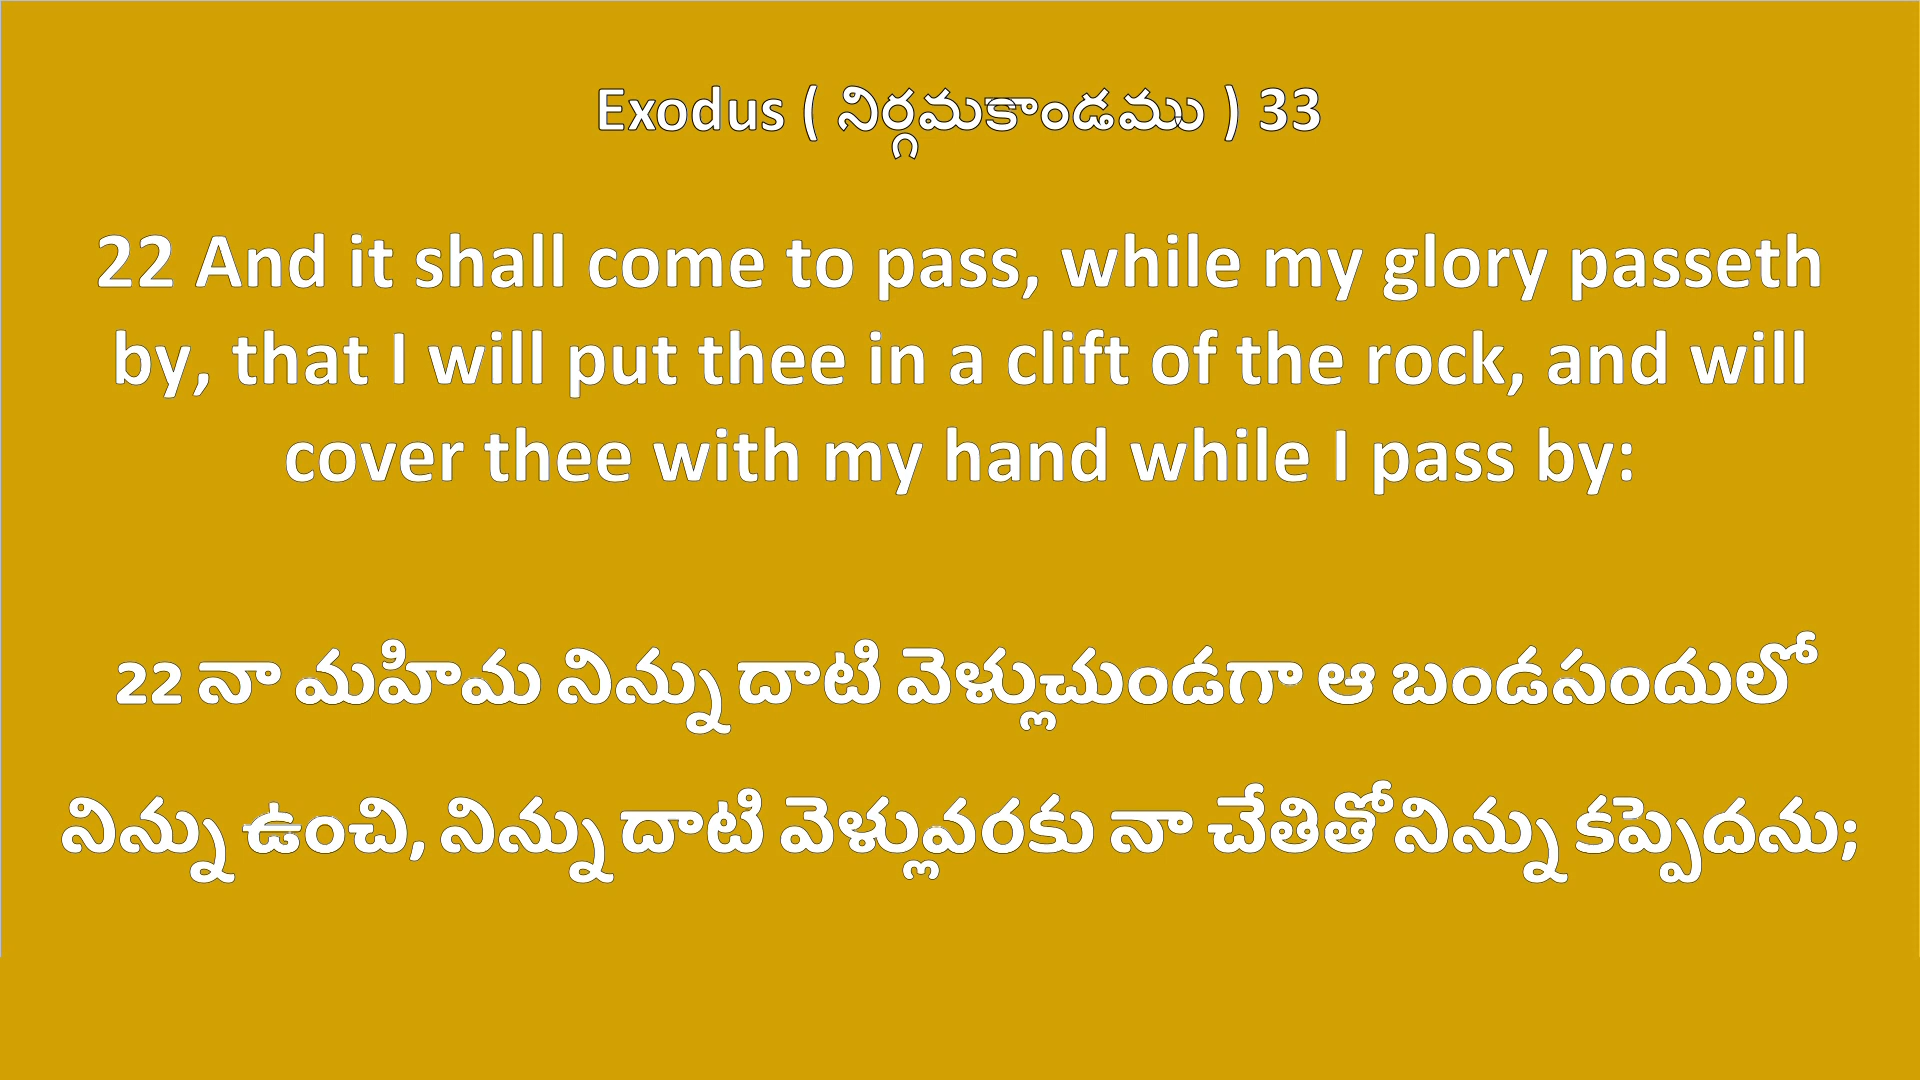 Exodus ( నిర్గమకాండము ) 33
22 And it shall come to pass, while my glory passeth
by, that I will put thee in a clift of the rock, and will
cover thee with my hand while I pass by:
22 నా మహిమ నిన్ను దాటి వెళ్లుచుండగా ఆ బండసందులో
నిన్ను ఉంచి, నిన్ను దాటి వెళ్లువరకు నా చేతితోనిన్ను కప్పెదను;